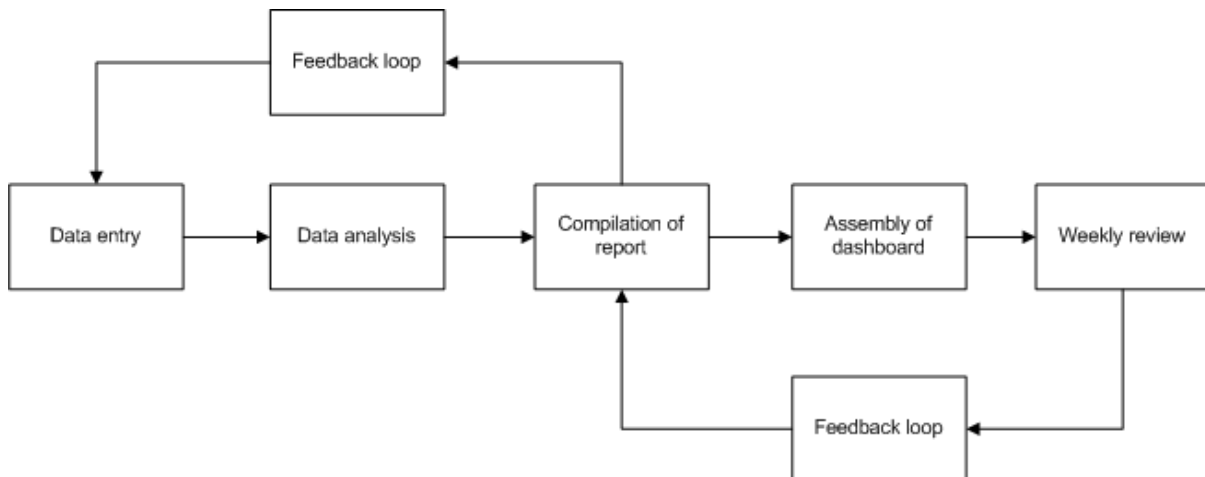 Feedback loop
Data entry
Data analysis
Compilation of
report
Assembly of
dashboard
Weekly review
Feedback loop